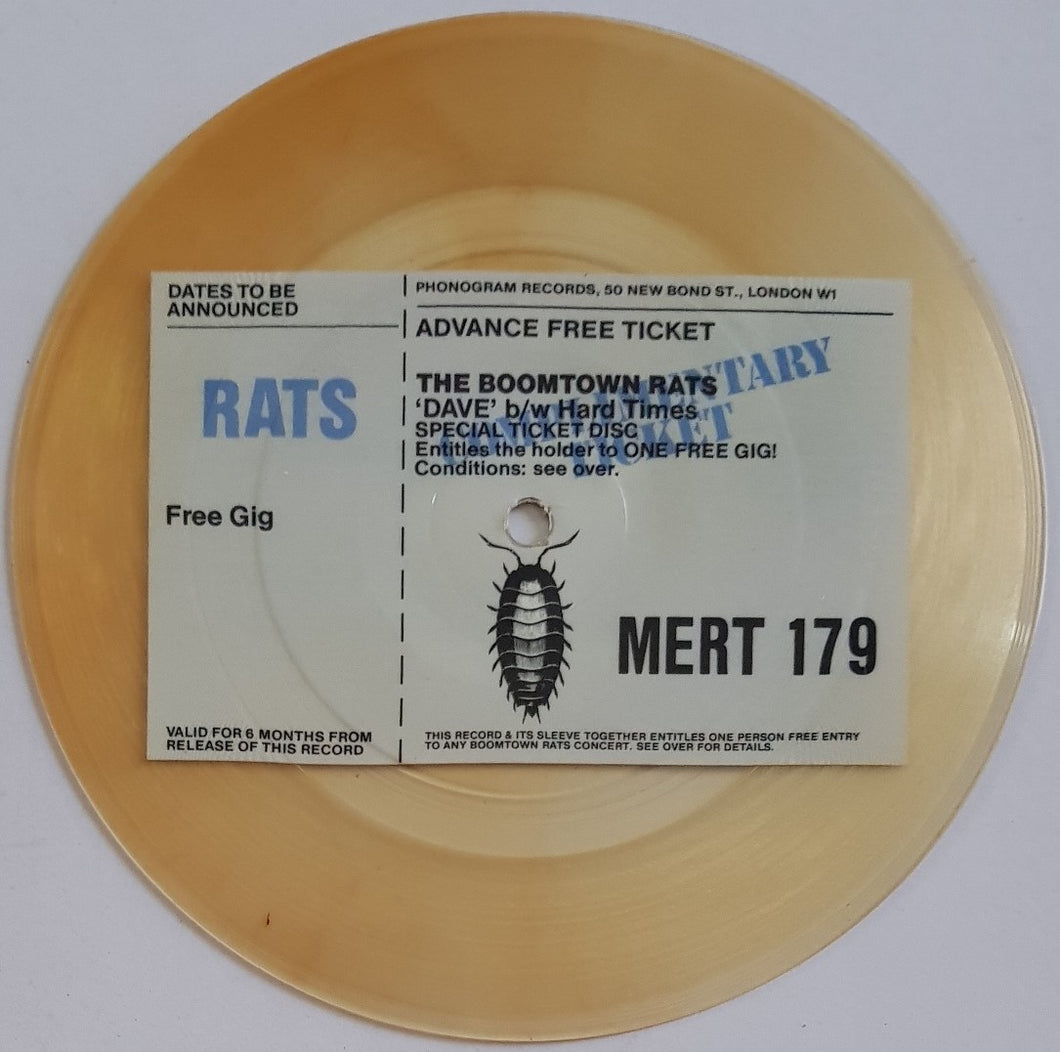 DATES TO BE
ANNOUNCED
RATS
Free Gig
VALID FOR 6 MONTHS FROM
RELEASE OF THIS RECORD
PHONOGRAM RECORDS, 50 NEW BOND ST., LONDON W1
ADVANCE FREE TICKET
COMPLIMENTARY
TICKET
THE BOOMTOWN RATS
‘DAVE’ b/w Hard Times
SPECIAL TICKET DISC
Entitles the holder to ONE FREE GIG!
Conditions: see over.
MERT 179
THIS RECORD & ITS SLEEVE TOGETHER ENTITLES ONE PERSON FREE ENTRY
TO ANY BOOMTOWN RATS CONCERT. SEE OVER FOR DETAILS.